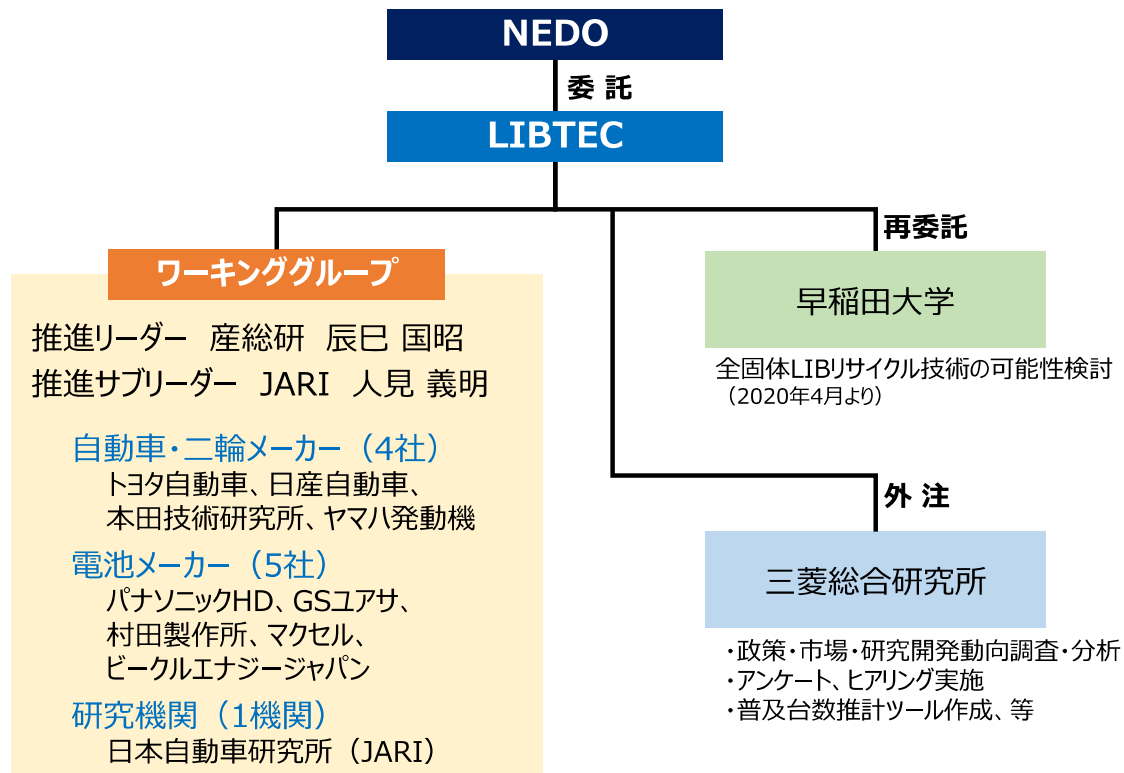 NEDO
委 託
LIBTEC
再委託
ワーキンググループ
早稲田大学
推進リーダー　産総研　辰巳 国昭
推進サブリーダー　JARI　人見 義明
全固体LIBリサイクル技術の可能性検討
（2020年4月より）
自動車・二輪メーカー（4社）
トヨタ自動車、日産自動車、
本田技術研究所、ヤマハ発動機
外 注
電池メーカー（5社）
パナソニックHD、GSユアサ、
村田製作所、マクセル、
ビークルエナジージャパン
三菱総合研究所
・政策・市場・研究開発動向調査・分析
・アンケート、ヒアリング実施
・普及台数推計ツール作成、等
研究機関（1機関）
日本自動車研究所（JARI）